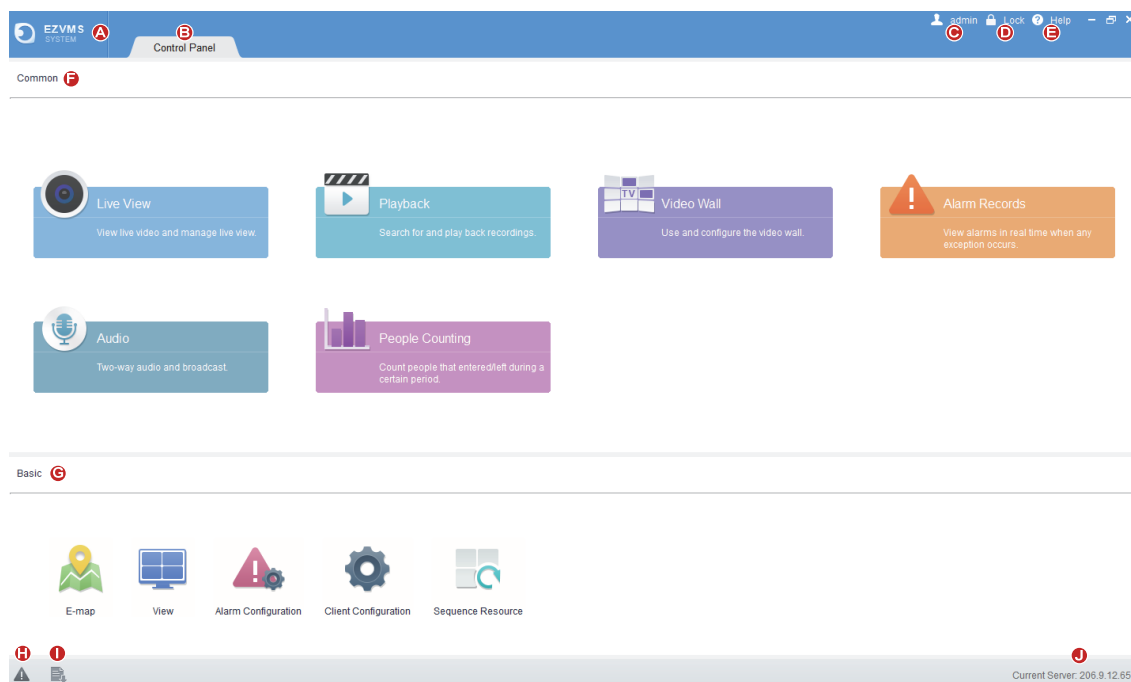 EZVMS
SYSTEM
A
B
Control Panel
admin
Lock
? Help
C
D
E
Common F
Live View
View live video and manage live view.
Playback
Search for and play back recordings.
TV
Video Wall
Use and configure the video wall.
!
Alarm Records
View alarms in real time when any
exception occurs.
Audio
Two-way audio and broadcast.
People Counting
Count people that entered/left during a
certain period.
Basic G
E-map
View
!
Alarm Configuration
Client Configuration
Sequence Resource
H
I
J
Current Server: 206.9.12.65